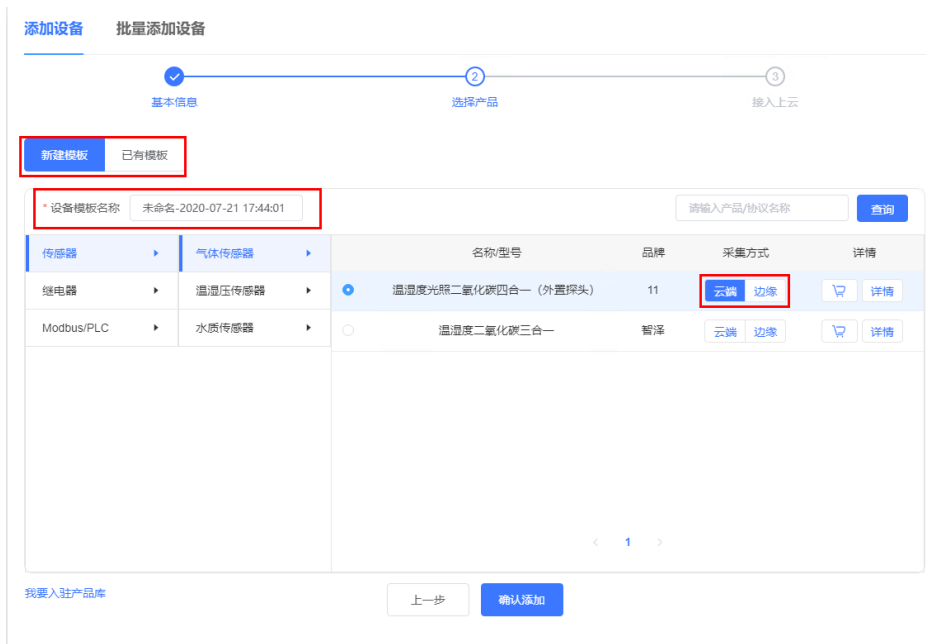 添加设备 批量添加设备
2 3
基本信息 选择产品 接入上云
新建模板 已有模板
* 设备模板名称 未命名-2020-07-21 17:44:01 请输入产品/协议名称 查询
传感器 气体传感器 名称/型号 品牌 采集方式 详情
继电器 温湿压传感器 温湿度光照二氧化碳四合一（外置探头） 11 云端 边缘 详情
Modbus/PLC 水质传感器 温湿度二氧化碳三合一 智泽 云端 边缘 详情
< 1 >
我要入驻产品库 上一步 确认添加